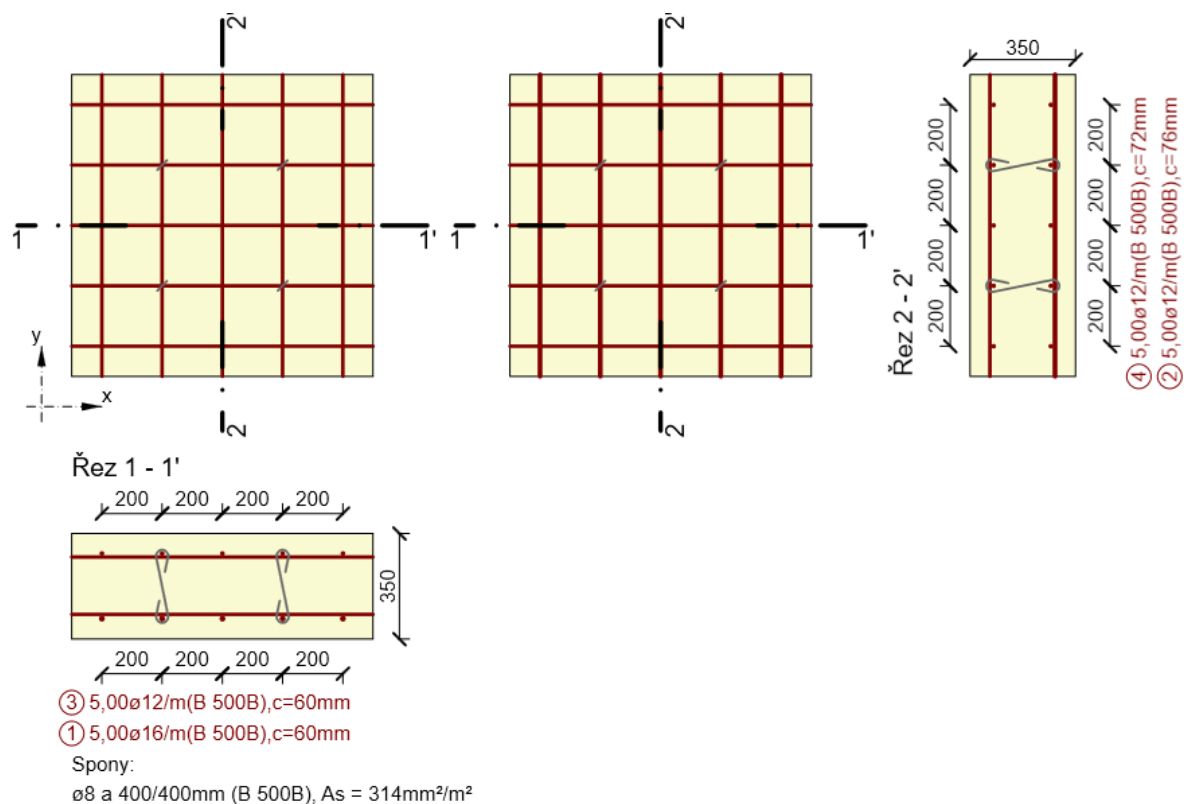 2'
2'
1
1'
1
1'
y
x
2
2
350
200
200
200
200
200
200
200
200
Řez 2 - 2'
④ 5,00ø12/m(B 500B),c=72mm
② 5,00ø12/m(B 500B),c=76mm
Řez 1 - 1'
200 200 200 200
350
200 200 200 200
③ 5,00ø12/m(B 500B),c=60mm
① 5,00ø16/m(B 500B),c=60mm
Spony:
ø8 a 400/400mm (B 500B), As = 314mm²/m²